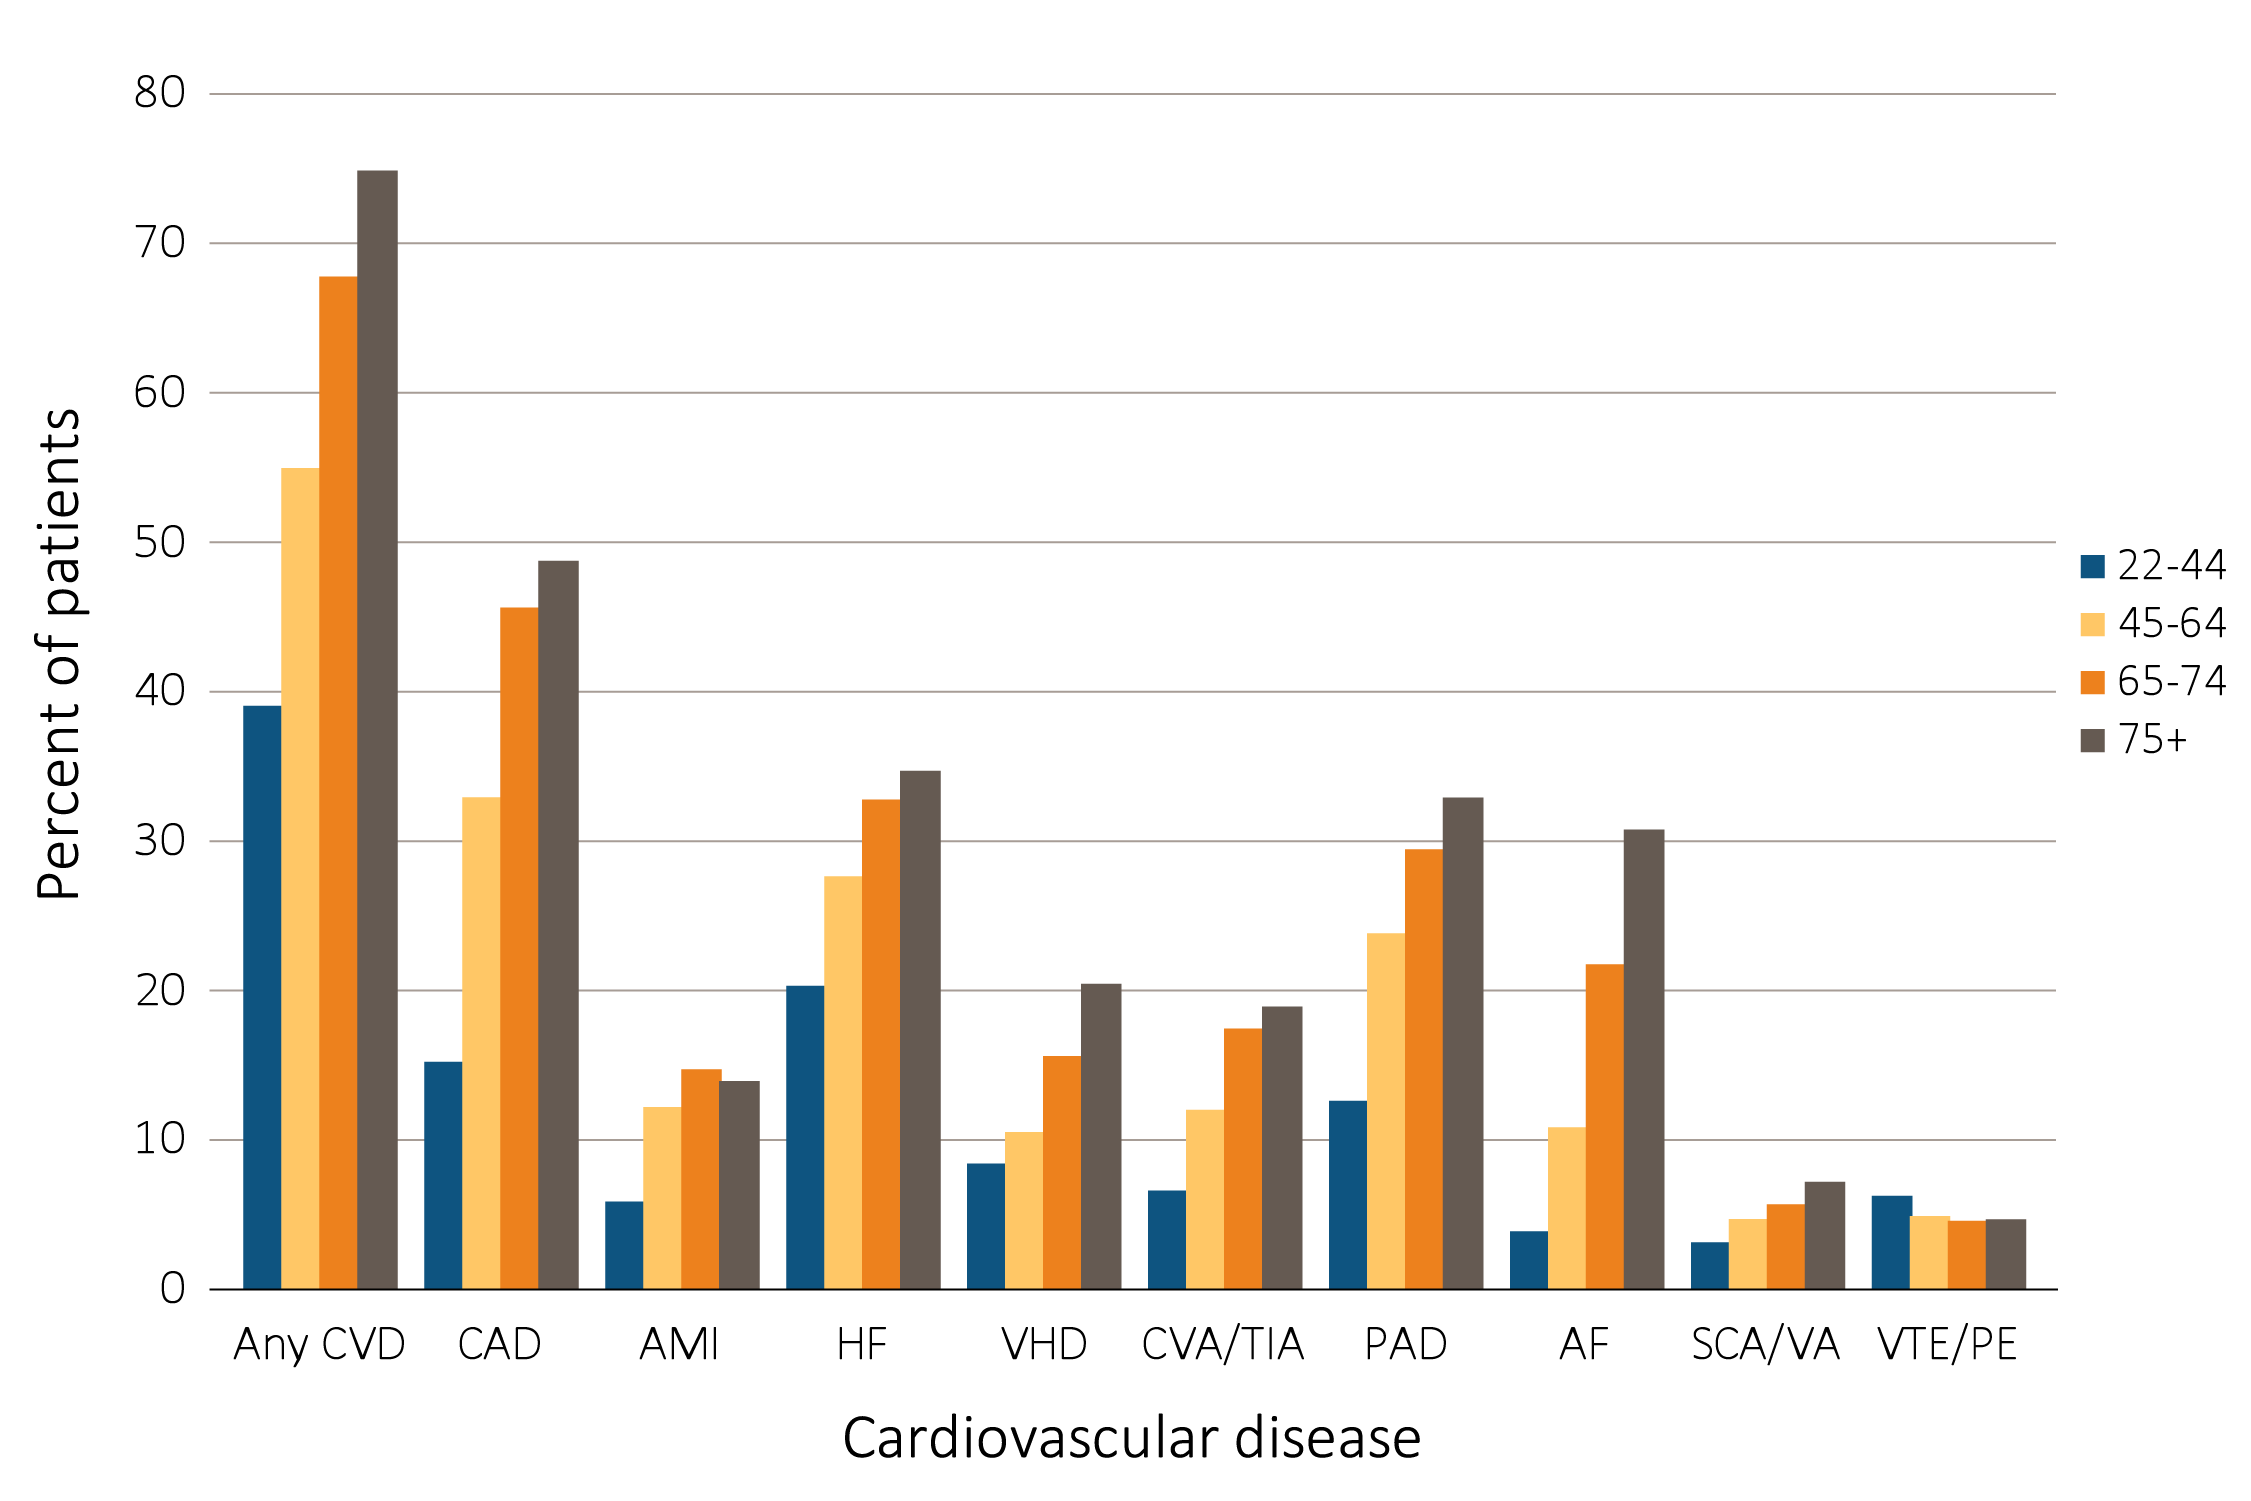 Percent of patients
80
70
60
50
40
30
20
10
0
Any CVD
CAD
AMI
HF
VHD
CVA/TIA
PAD
AF
SCA/VA
VTE/PE
Cardiovascular disease
22-44
45-64
65-74
75+